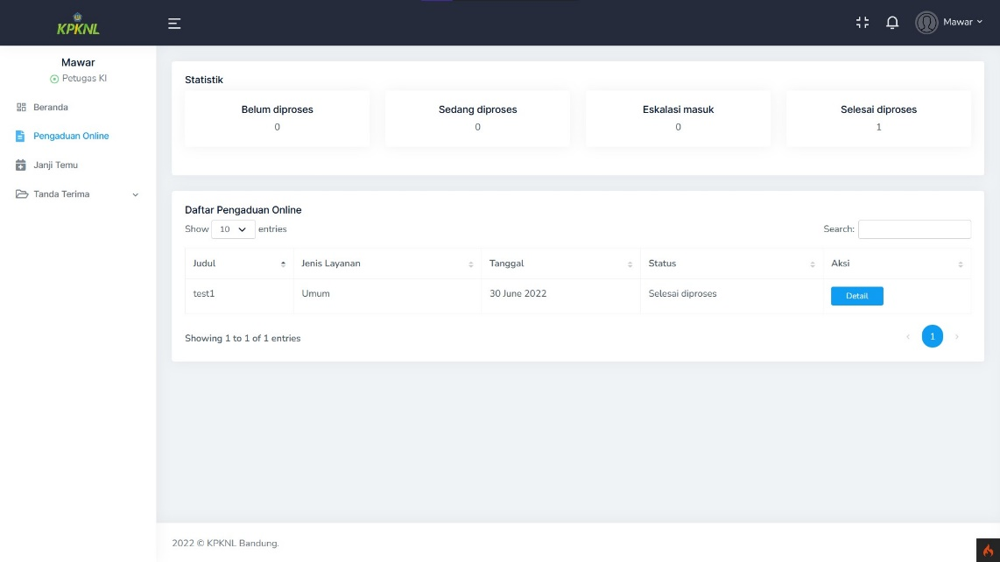 KPKNL
Mawar
Mawar
Petugas KI
Beranda
Pengaduan Online
Janji Temu
Tanda Terima
Statistik
Belum diproses Sedang diproses Eskalasi masuk Selesai diproses
0 0 0 1
Daftar Pengaduan Online
Show 10 entries Search:
Judul Jenis Layanan Tanggal Status Aksi
test1 Umum 30 June 2022 Selesai diproses Detail
Showing 1 to 1 of 1 entries ‹ 1 ›
2022 © KPKNL Bandung.